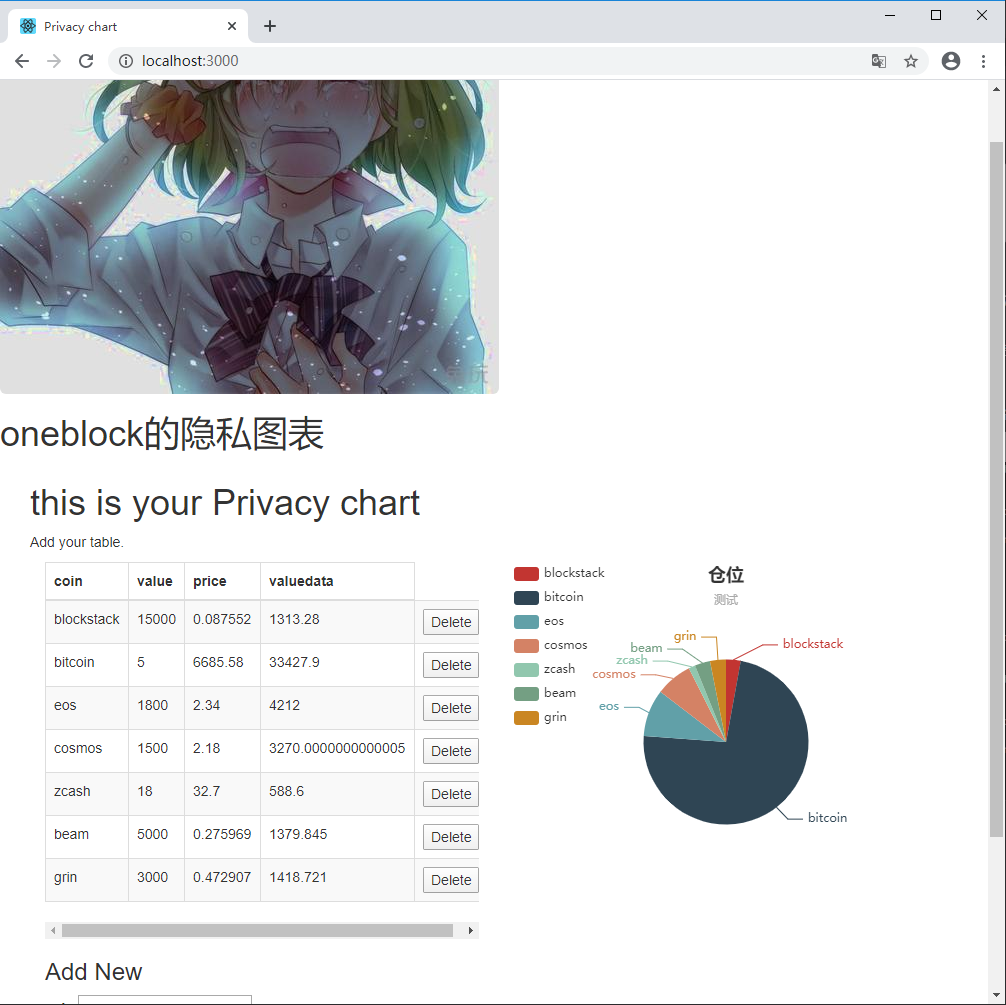 Privacy chart
localhost:3000
oneblock的隐私图表
this is your Privacy chart
Add your table.
coin value price valuedata
blockstack 15000 0.087552 1313.28 Delete
bitcoin 5 6685.58 33427.9 Delete
eos 1800 2.34 4212 Delete
cosmos 1500 2.18 3270.0000000000005 Delete
zcash 18 32.7 588.6 Delete
beam 5000 0.275969 1379.845 Delete
grin 3000 0.472907 1418.721 Delete
blockstack
bitcoin
eos
cosmos
zcash
beam
grin
仓位
测试
grin
beam
zcash
cosmos
eos
blockstack
bitcoin
Add New